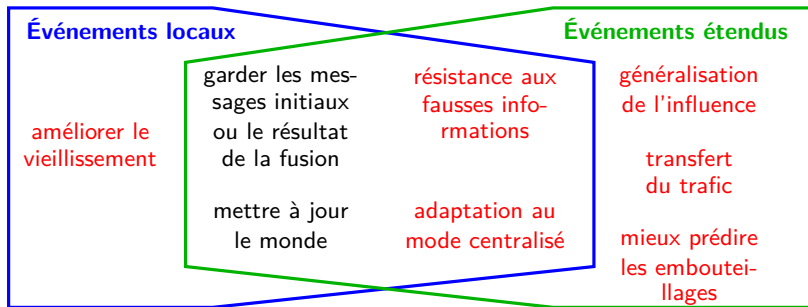 Événements locaux
Événements étendus
améliorer le
vieillissement
garder les mes-
sages initiaux
ou le résultat
de la fusion
mettre à jour
le monde
résistance aux
fausses info-
rmations
adaptation au
mode centralisé
généralisation
de l'influence
transfert
du trafic
mieux prédire
les emboutei-
llages